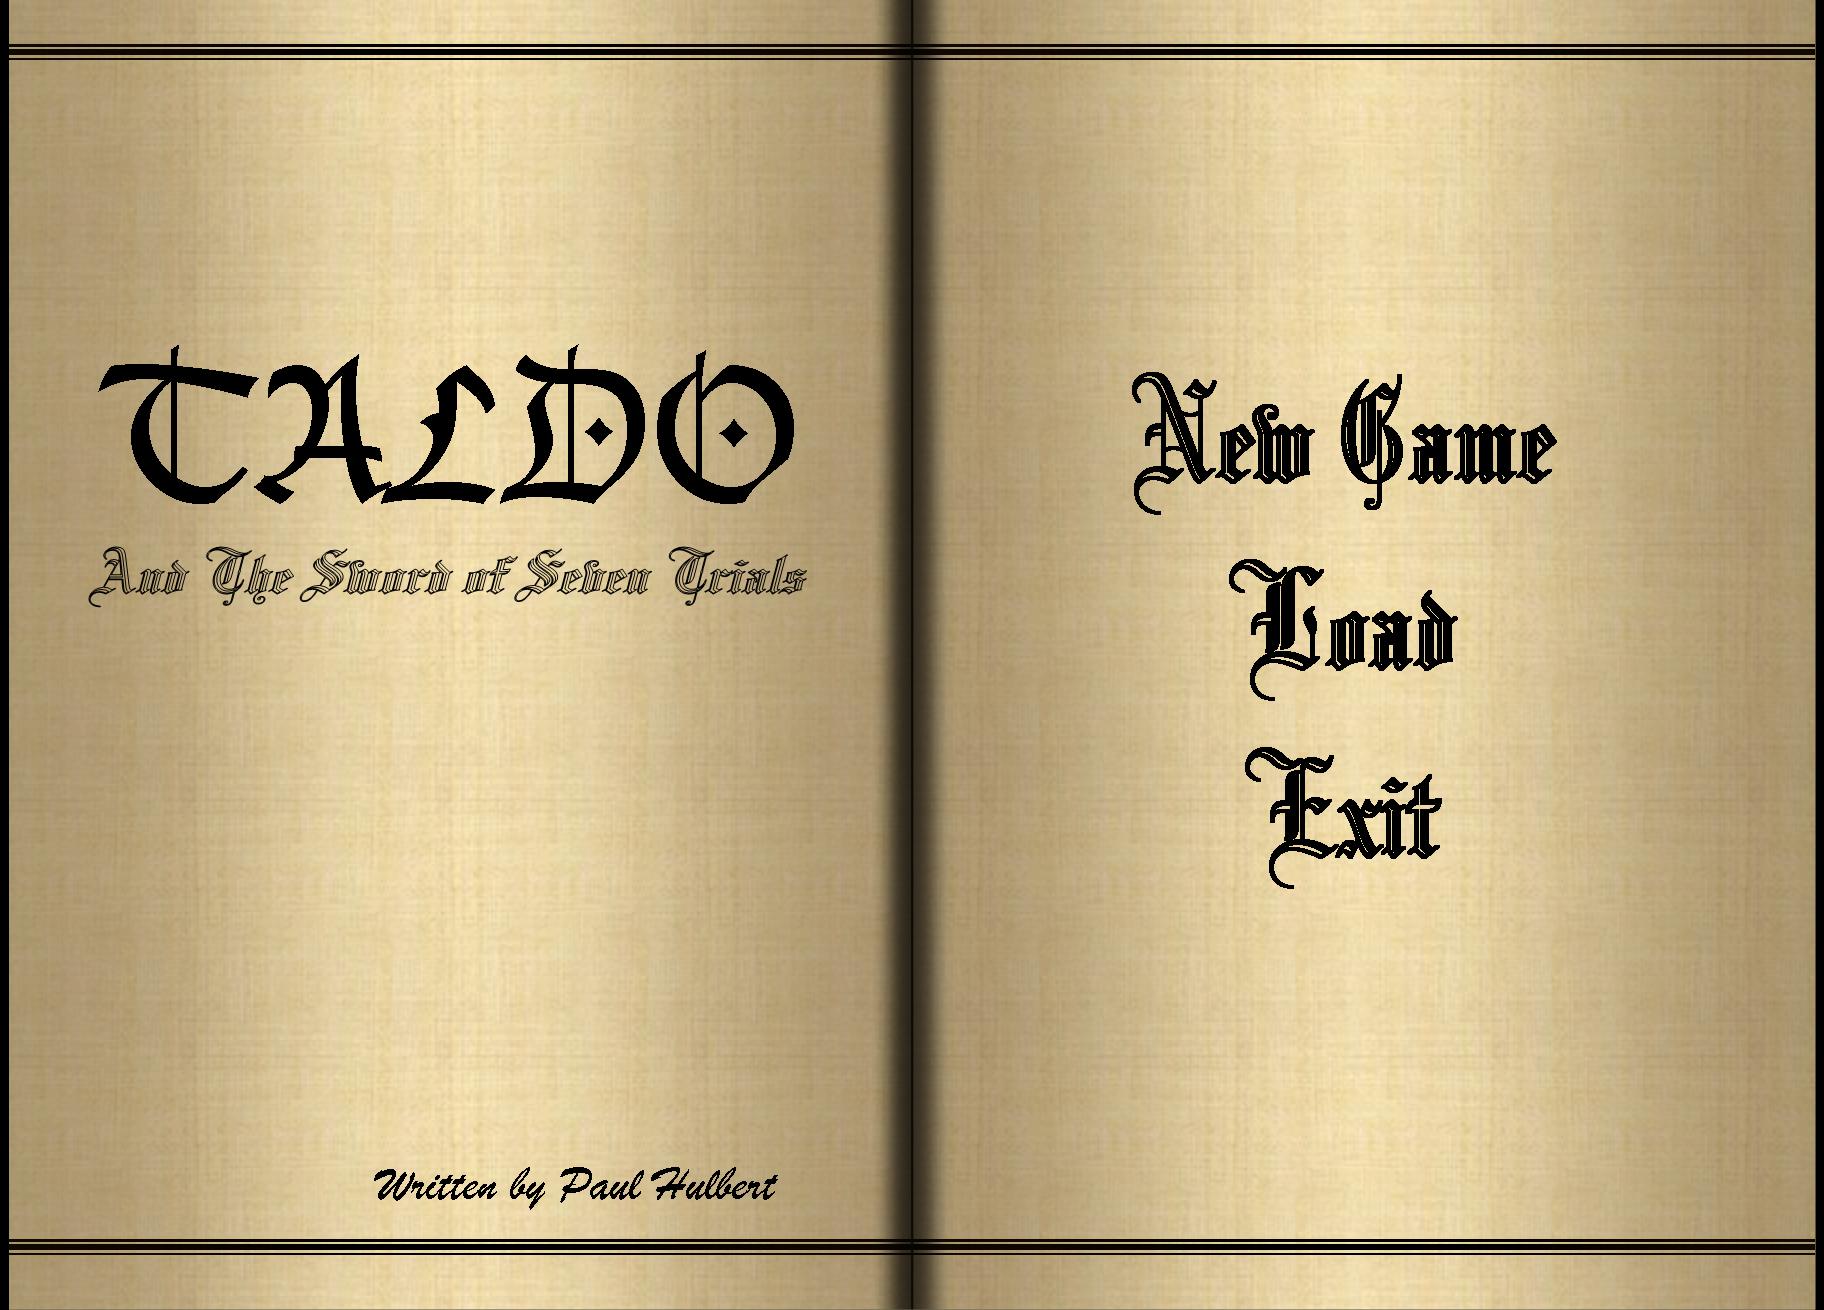 TALDO
And The Sword of Seven Trials
Written by Paul Hulbert
New Game
Load
Exit